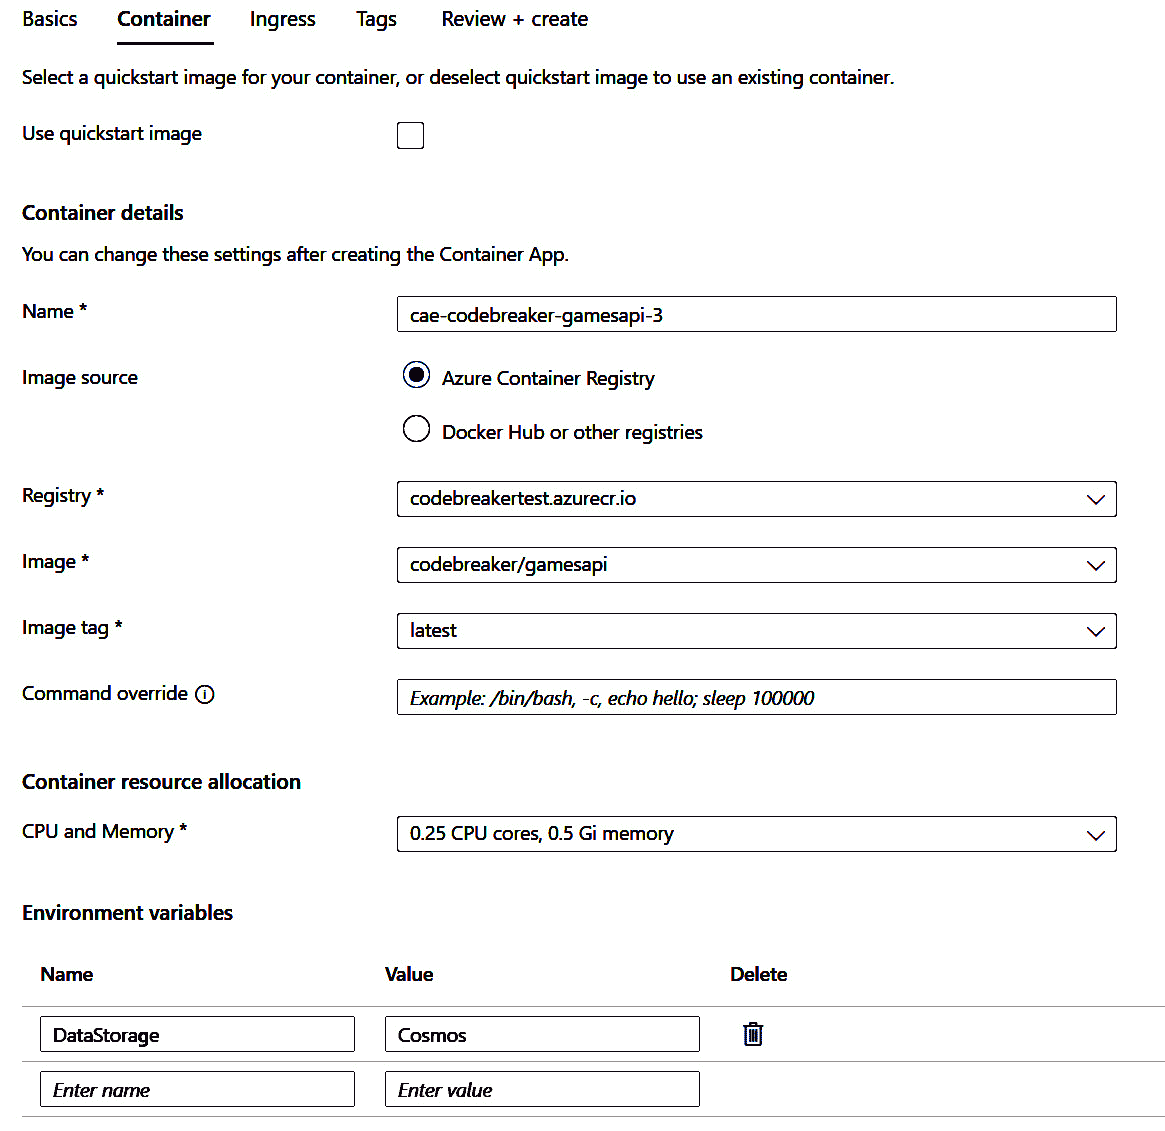 Basics Container Ingress Tags Review + create
Select a quickstart image for your container, or deselect quickstart image to use an existing container.
Use quickstart image
Container details
You can change these settings after creating the Container App.
Name * cae-codebreaker-gamesapi-3
Image source Azure Container Registry
Docker Hub or other registries
Registry * codebreakertest.azurecr.io
Image * codebreaker/gamesapi
Image tag * latest
Command override Example: /bin/bash, -c, echo hello; sleep 100000
Container resource allocation
CPU and Memory * 0.25 CPU cores, 0.5 Gi memory
Environment variables
Name Value Delete
DataStorage Cosmos
Enter name Enter value